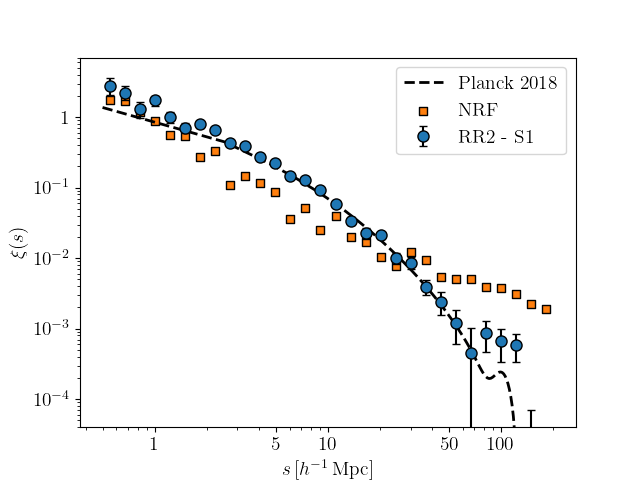 Planck 2018
NRF
RR2 - S1
1
10⁻¹
10⁻²
10⁻³
10⁻⁴
ξ(s)
1 5 10 50 100
s [h⁻¹ Mpc]